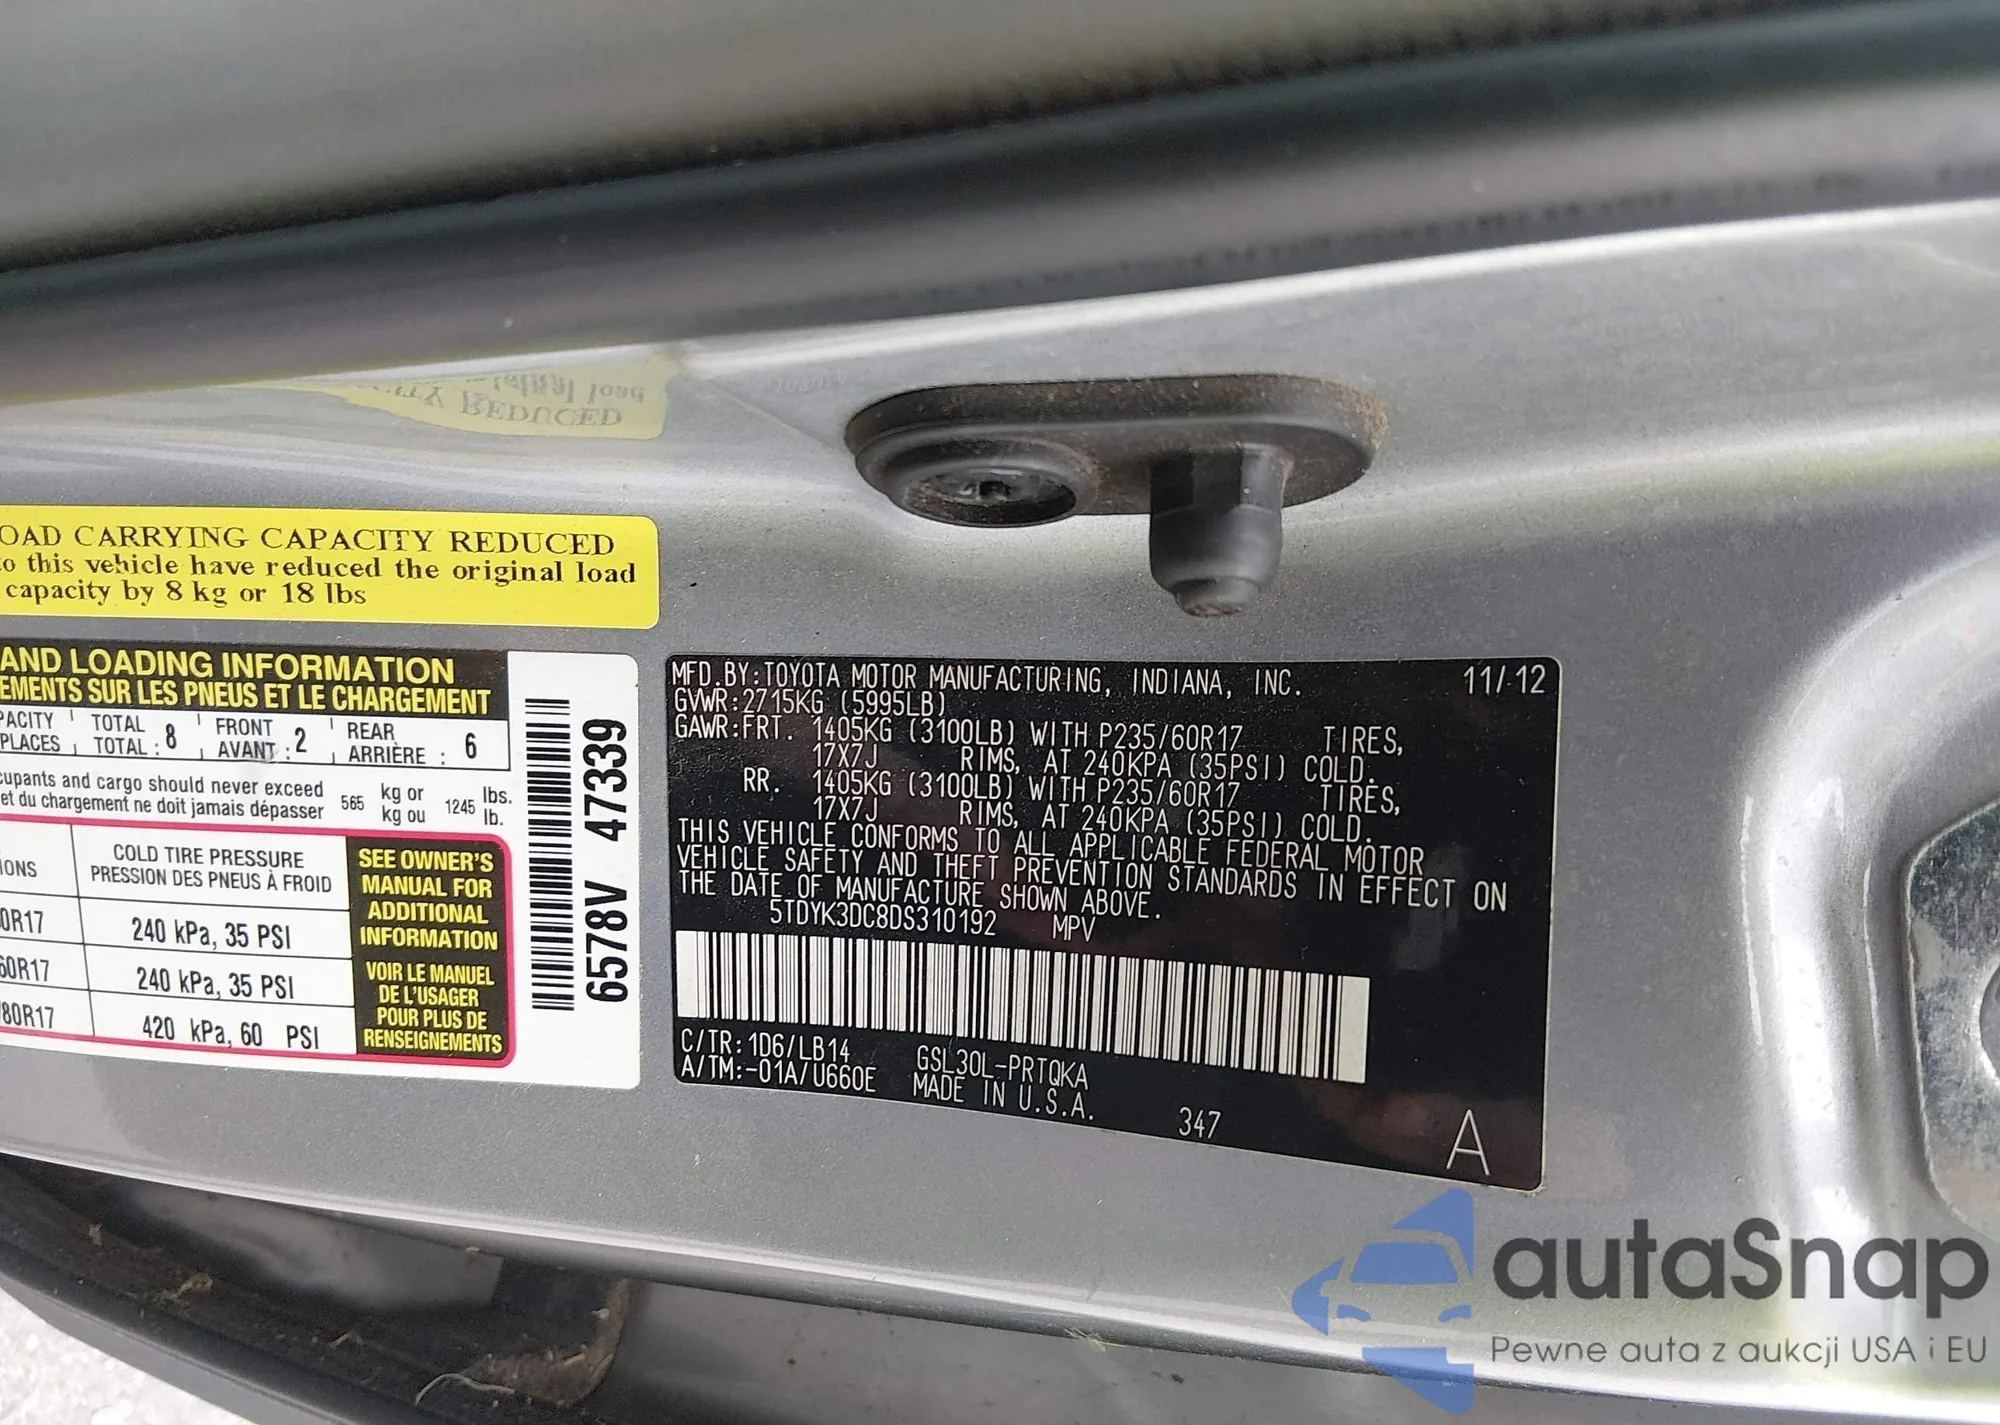 OAD CARRYING CAPACITY REDUCED
to this vehicle have reduced the original load
capacity by 8 kg or 18 lbs
AND LOADING INFORMATION
EMENTS SUR LES PNEUS ET LE CHARGEMENT
PACITY TOTAL FRONT REAR
PLACES TOTAL : 8 AVANT : 2 ARRIÈRE : 6
cupants and cargo should never exceed 565 kg or 1245 lbs.
et du chargement ne doit jamais dépasser kg ou lb.
IONS
COLD TIRE PRESSURE
PRESSION DES PNEUS À FROID
0R17 240 kPa, 35 PSI
60R17 240 kPa, 35 PSI
/80R17 420 kPa, 60 PSI
SEE OWNER'S
MANUAL FOR
ADDITIONAL
INFORMATION
VOIR LE MANUEL
DE L'USAGER
POUR PLUS DE
RENSEIGNEMENTS
6578V 47339
MFD.BY:TOYOTA MOTOR MANUFACTURING, INDIANA, INC. 11/12
GVWR:2715KG (5995LB)
GAWR:FRT. 1405KG (3100LB) WITH P235/60R17 TIRES,
17X7J RIMS, AT 240KPA (35PSI) COLD.
RR. 1405KG (3100LB) WITH P235/60R17 TIRES,
17X7J RIMS, AT 240KPA (35PSI) COLD.
THIS VEHICLE CONFORMS TO ALL APPLICABLE FEDERAL MOTOR
VEHICLE SAFETY AND THEFT PREVENTION STANDARDS IN EFFECT ON
THE DATE OF MANUFACTURE SHOWN ABOVE.
5TDYK3DC8DS310192 MPV
C/TR:1D6/LB14 GSL30L-PRTQKA
A/TM:-01A/U660E MADE IN U.S.A. 347 A
autaSnap
Pewne auta z aukcji USA i EU